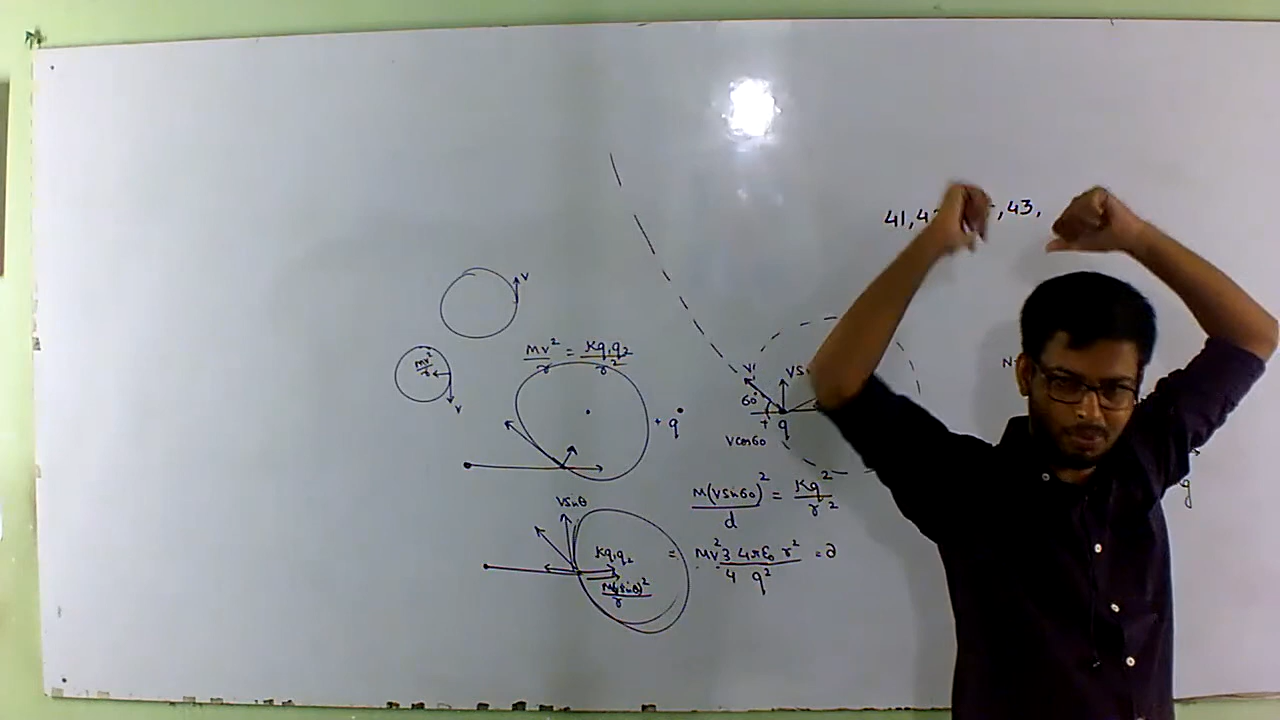 41,4
,43,
V
mv²/r
V
mv²/r = Kq₁q₂/r²
+ q
V
VS
60°
+ q
Vcos60
N
Vsinθ
Kq₁q₂
M(Vsinθ)²/r
M(Vsin60)²/d = Kq²/r²
= Mv²3 4πε₀ r²/4 q² = ∂
g